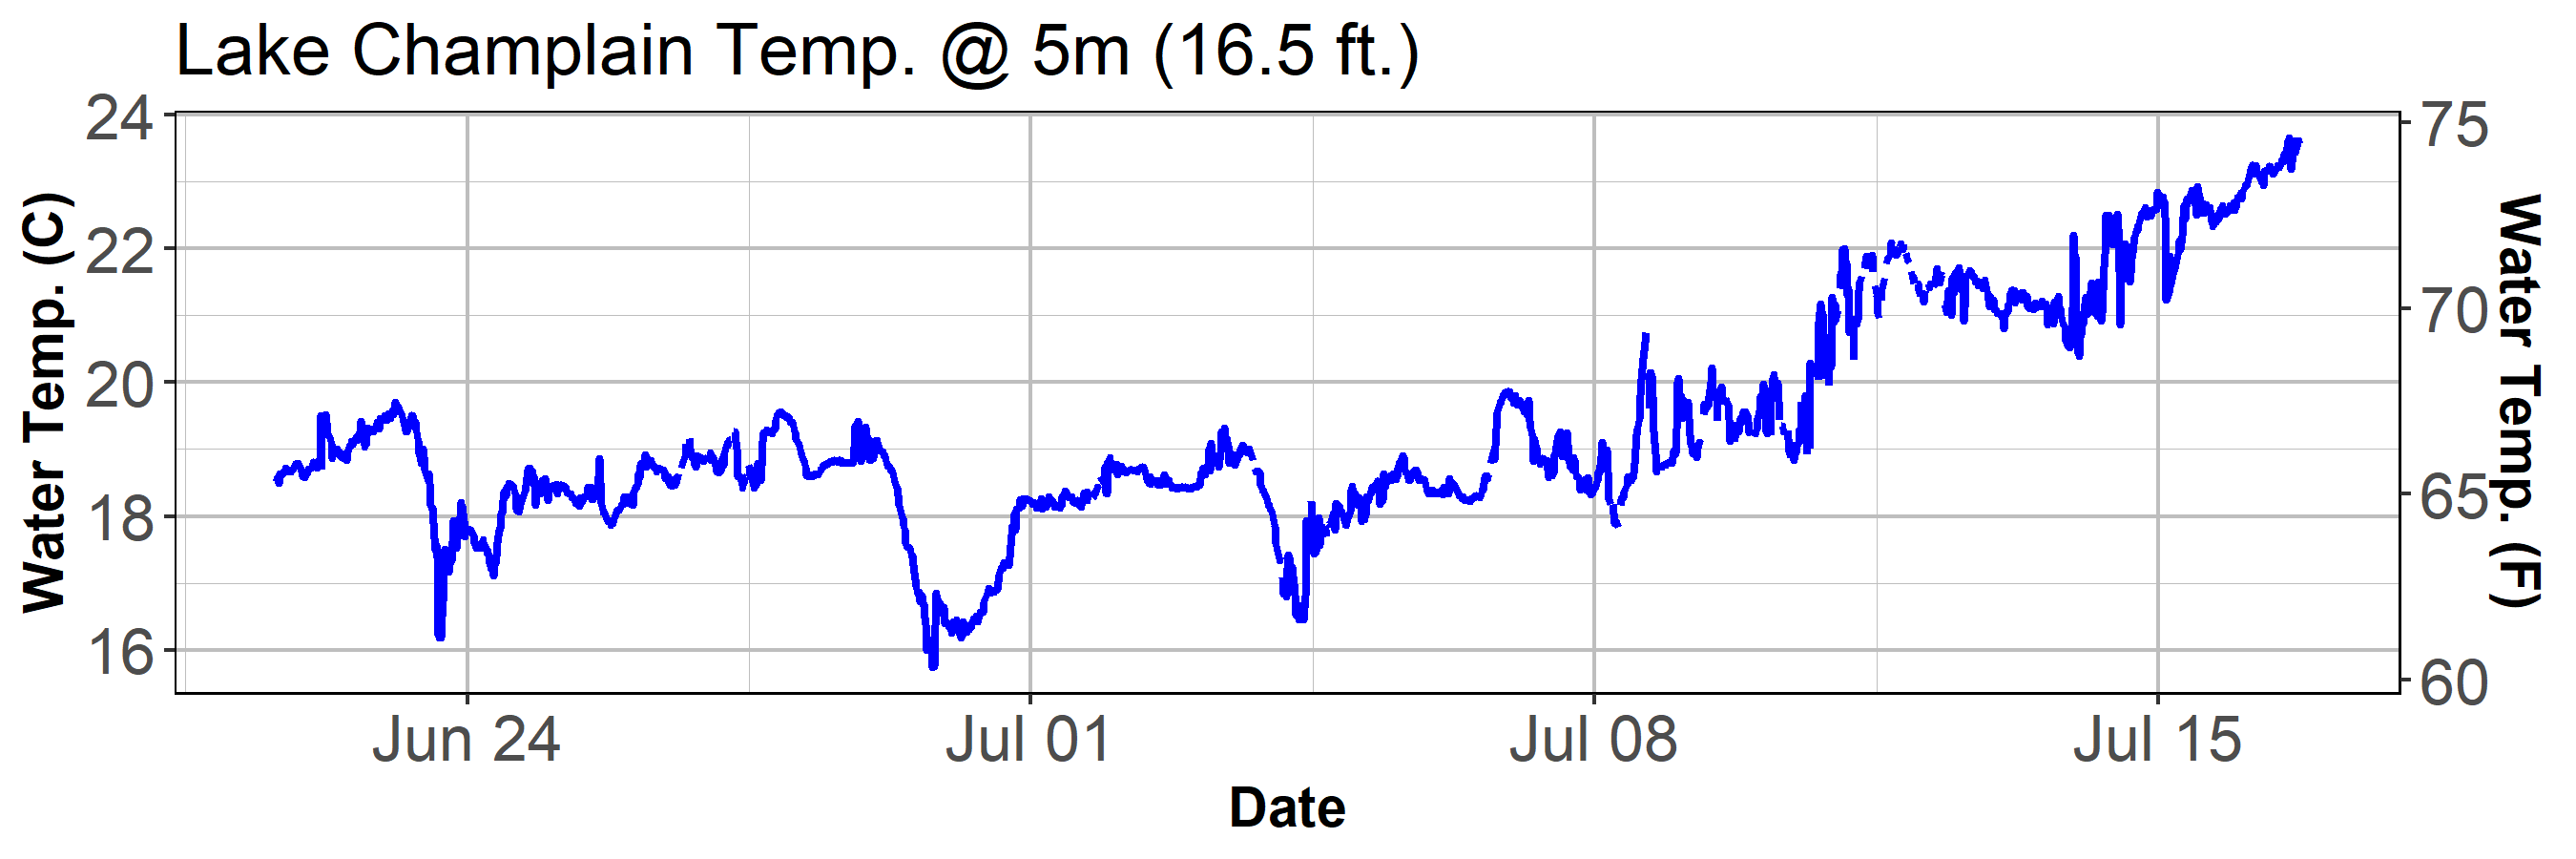 Lake Champlain Temp. @ 5m (16.5 ft.)
24
22
20
18
16
Water Temp. (C)
75
70
65
60
Water Temp. (F)
Jun 24
Jul 01
Jul 08
Jul 15
Date